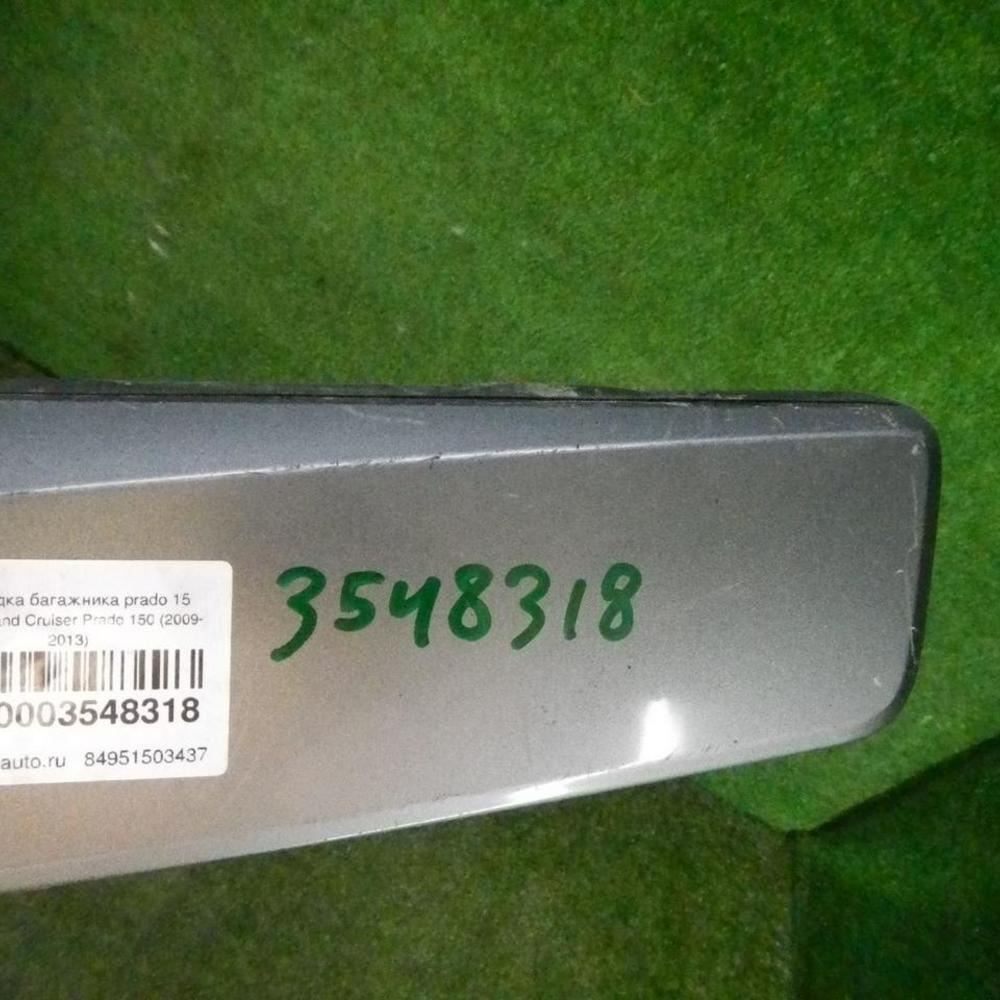 дка багажника prado 15
and Cruiser Prado 150 (2009-
2013)
0003548318
auto.ru 84951503437
3548318